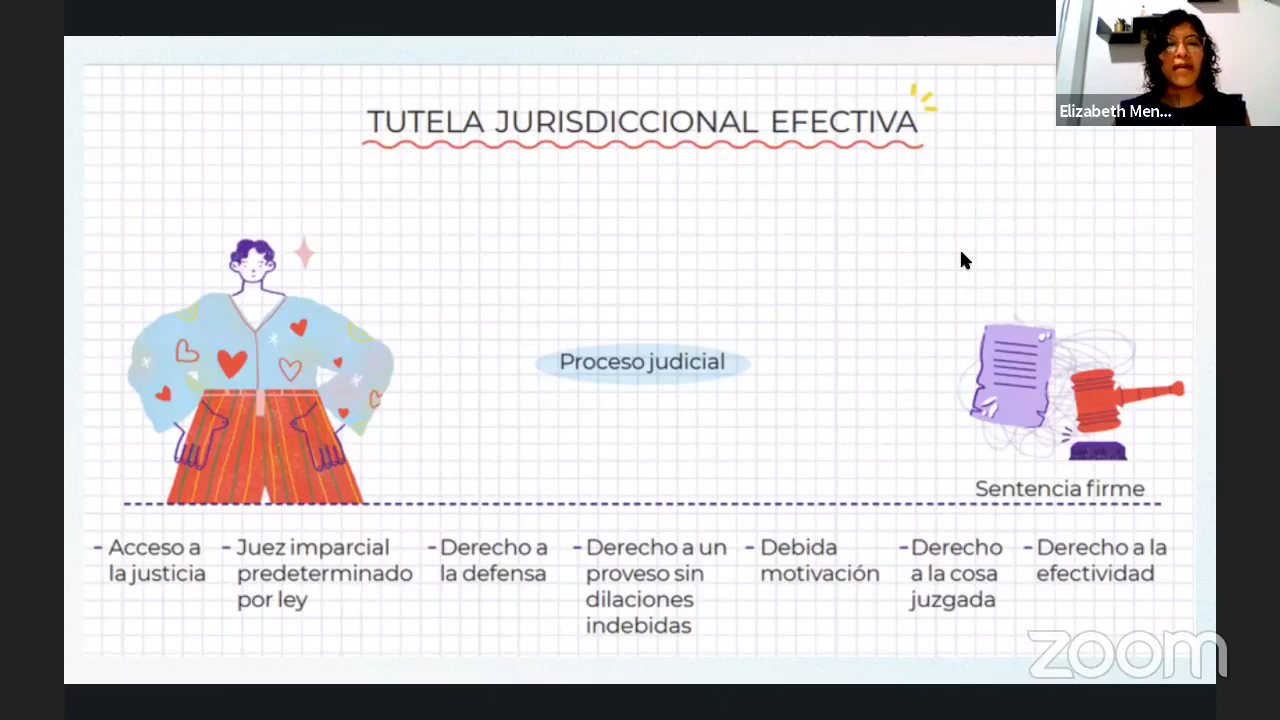 TUTELA JURISDICCIONAL EFECTIVA
Elizabeth Men...
Proceso judicial
Sentencia firme
- Acceso a
la justicia
- Juez imparcial
predeterminado
por ley
- Derecho a
la defensa
- Derecho a un
proveso sin
dilaciones
indebidas
- Debida
motivación
- Derecho
a la cosa
juzgada
- Derecho a la
efectividad
zoom